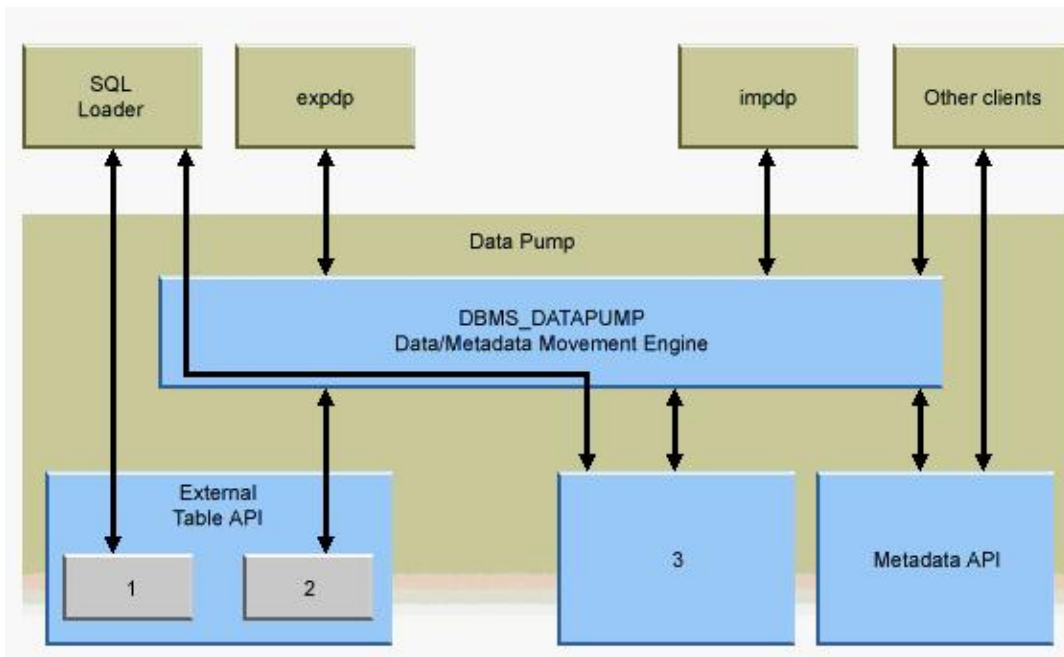 SQL
Loader
expdp
impdp
Other clients
Data Pump
DBMS_DATAPUMP
Data/Metadata Movement Engine
External
Table API
1
2
3
Metadata API